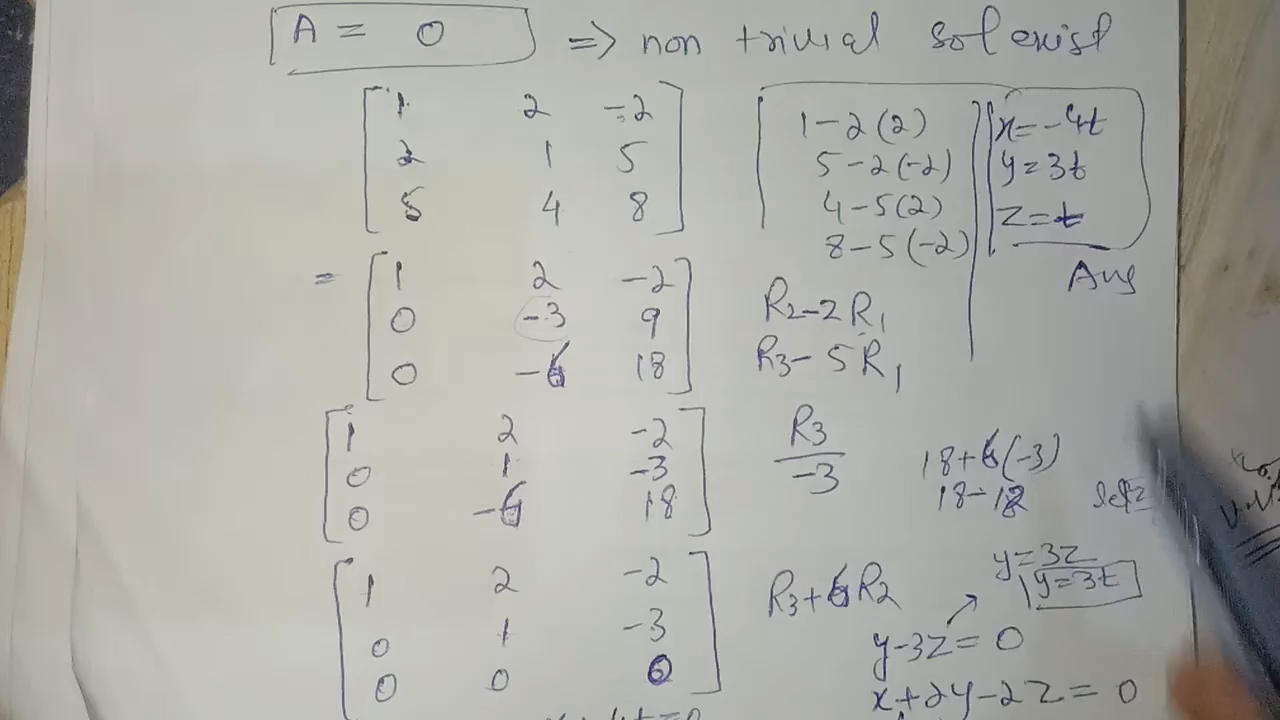 A = 0 => non trivial sol exist
1 2 -2
2 1 5
5 4 8
1-2(2)
5-2(-2)
4-5(2)
8-5(-2)
x=-4t
y=3t
z=t
Ans
= 1 2 -2
0 -3 9
0 -6 18
R2-2R1
R3-5R1
1 2 -2
0 1 -3
0 -6 18
R3/-3
18+6(-3)
18-18
1 2 -2
0 1 -3
0 0 0
R3+6R2
y=3z
y=3t
y-3z=0
x+2y-2z=0